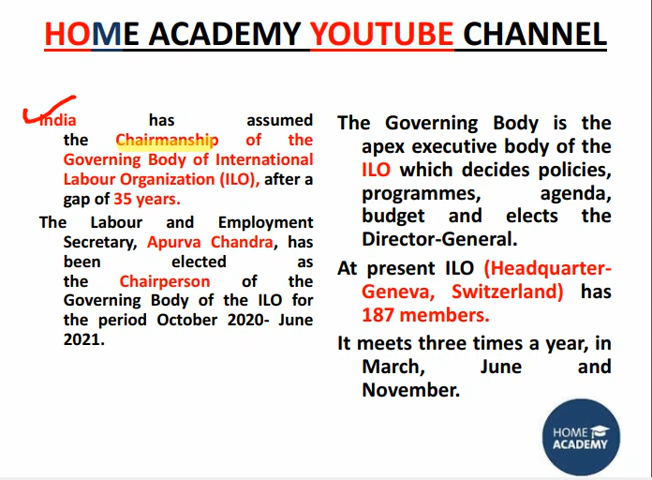 HOME ACADEMY YOUTUBE CHANNEL
India has assumed
the Chairmanship of the
Governing Body of International
Labour Organization (ILO), after a
gap of 35 years.
The Labour and Employment
Secretary, Apurva Chandra, has
been elected as
the Chairperson of the
Governing Body of the ILO for
the period October 2020- June
2021.
The Governing Body is the
apex executive body of the
ILO which decides policies,
programmes, agenda,
budget and elects the
Director-General.
At present ILO (Headquarter-
Geneva, Switzerland) has
187 members.
It meets three times a year, in
March, June and
November.
HOME
ACADEMY